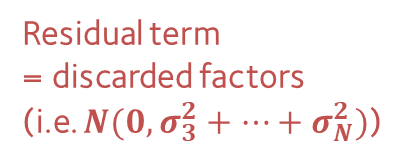 Residual term
= discarded factors
(i.e. N(0, σ₃² + ⋯ + σ_N²))